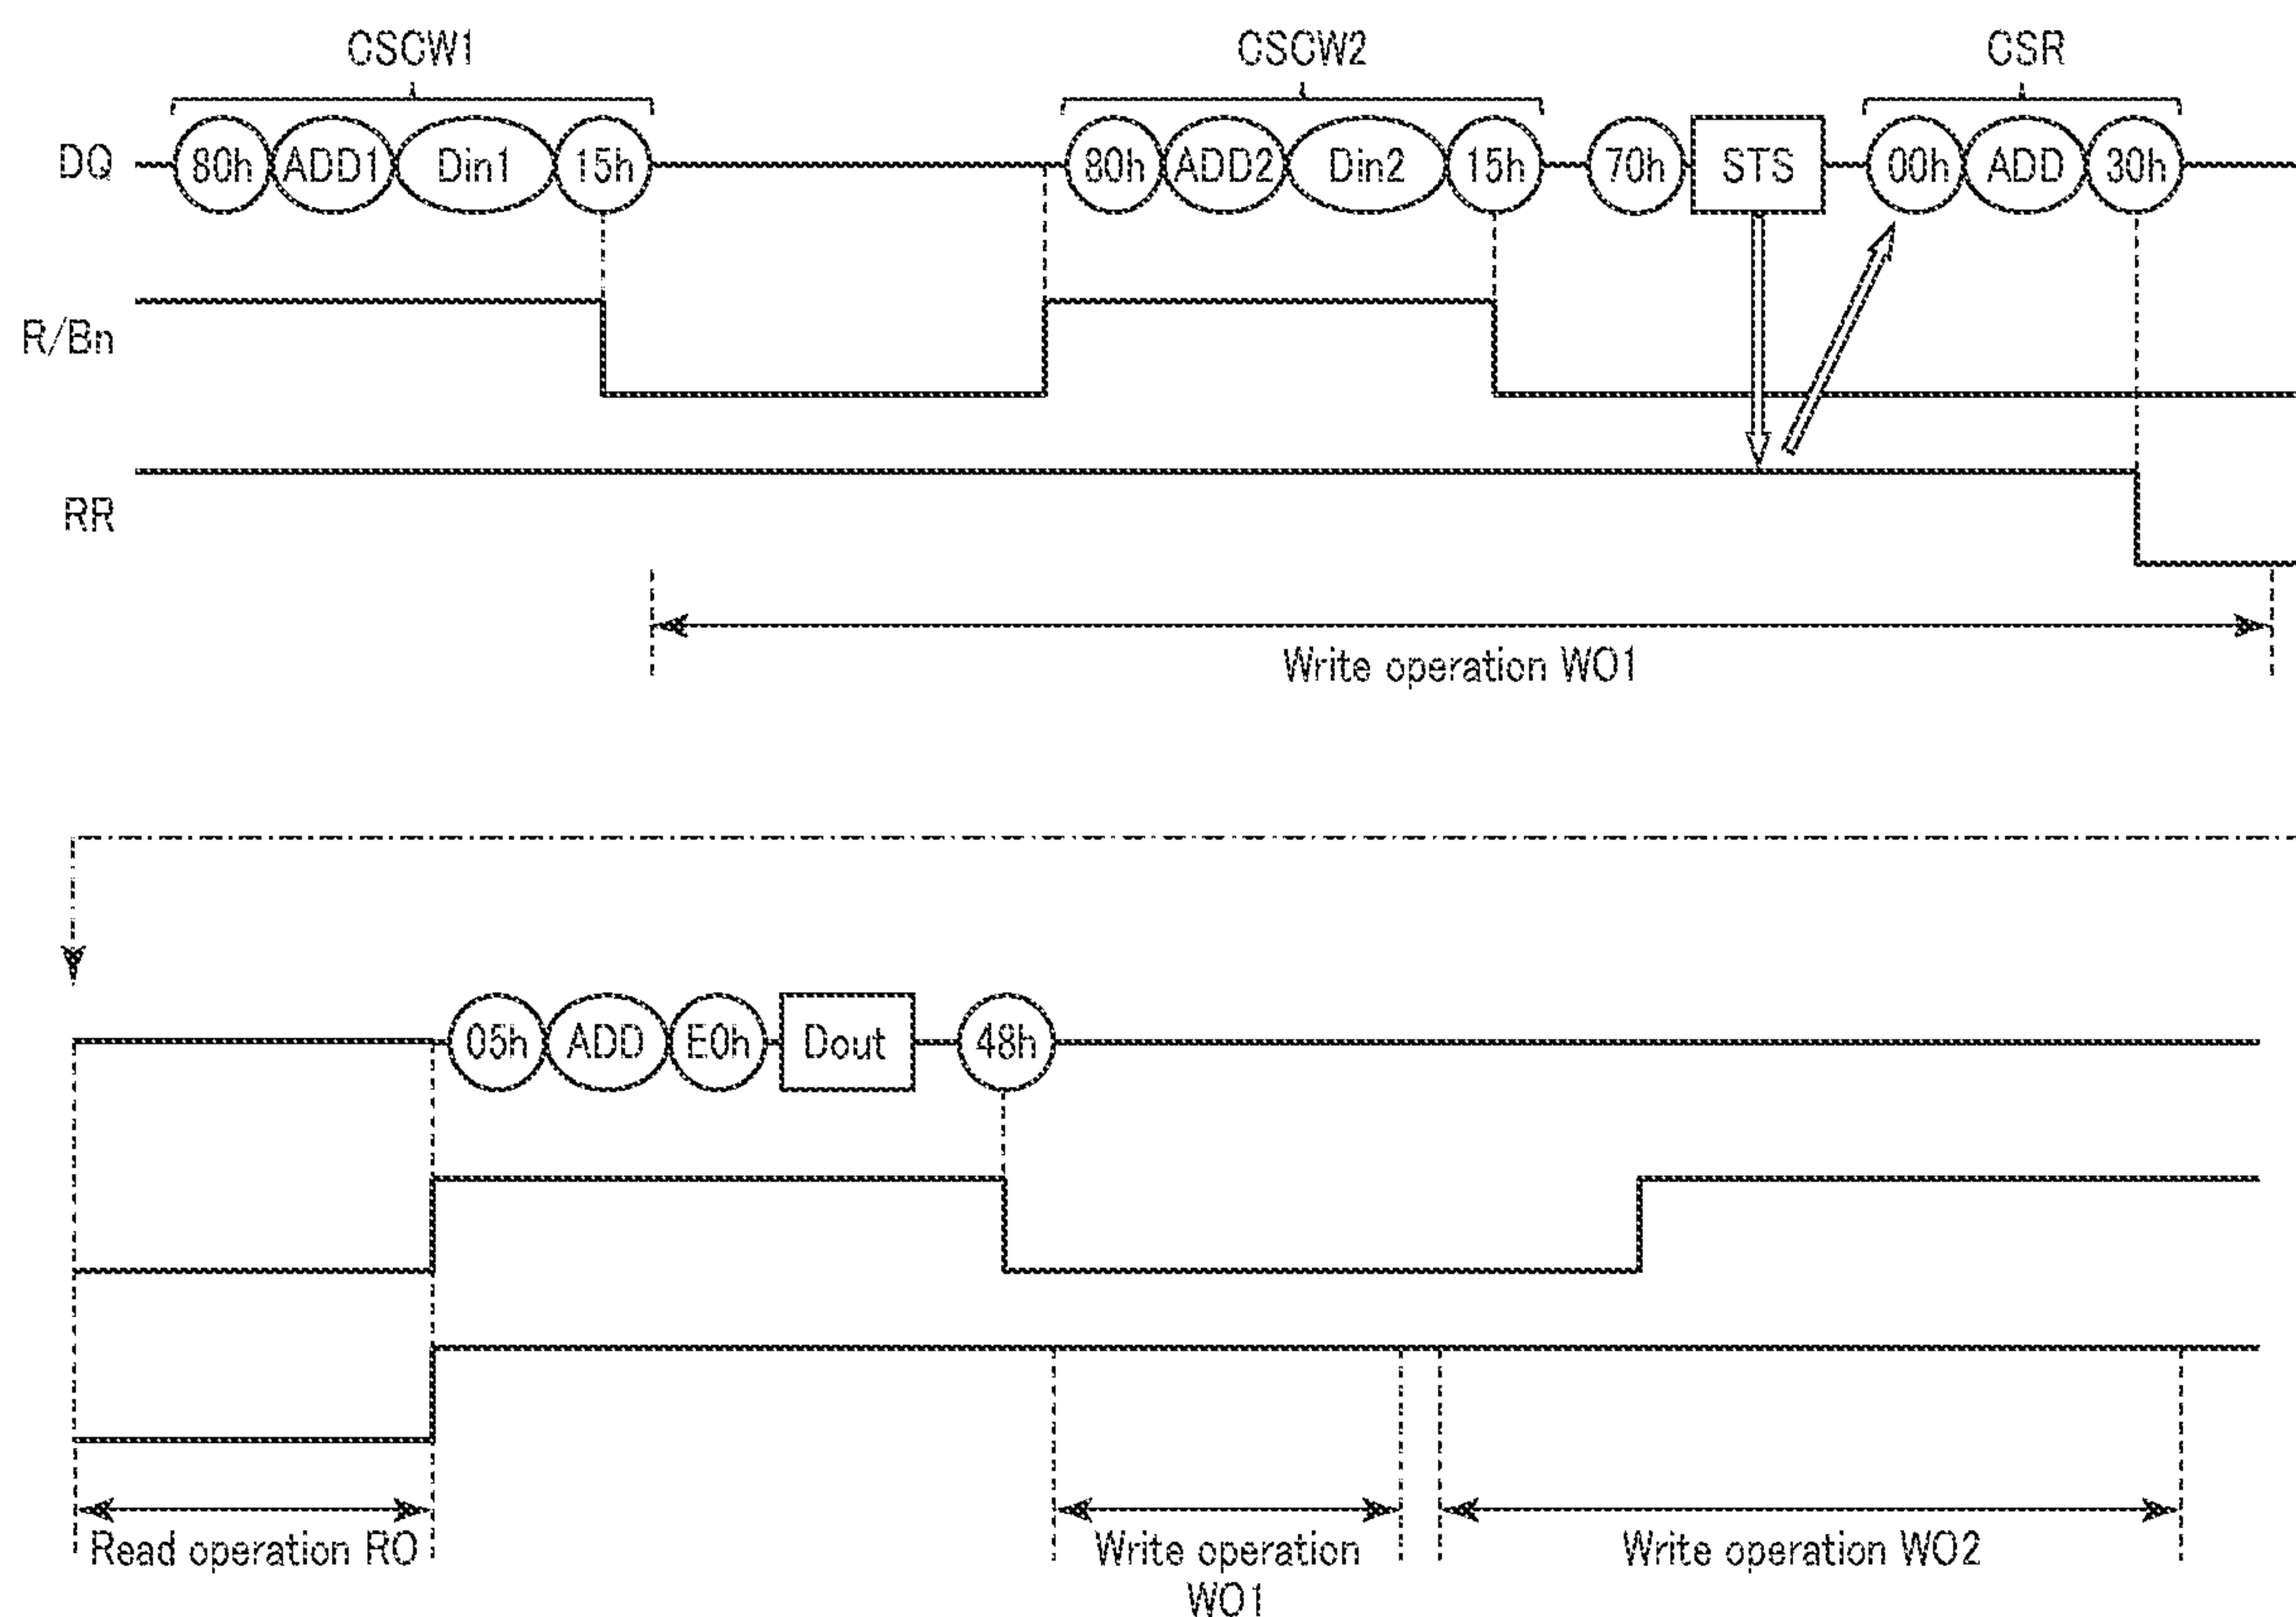 CSCW1 CSCW2 CSR
DQ 80h ADD1 Din1 15h 80h ADD2 Din2 15h 70h STS 00h ADD 30h
R/Bn
RR
Write operation WO1
05h ADD E0h Dout 48h
Read operation RO Write operation Write operation WO2
WO1